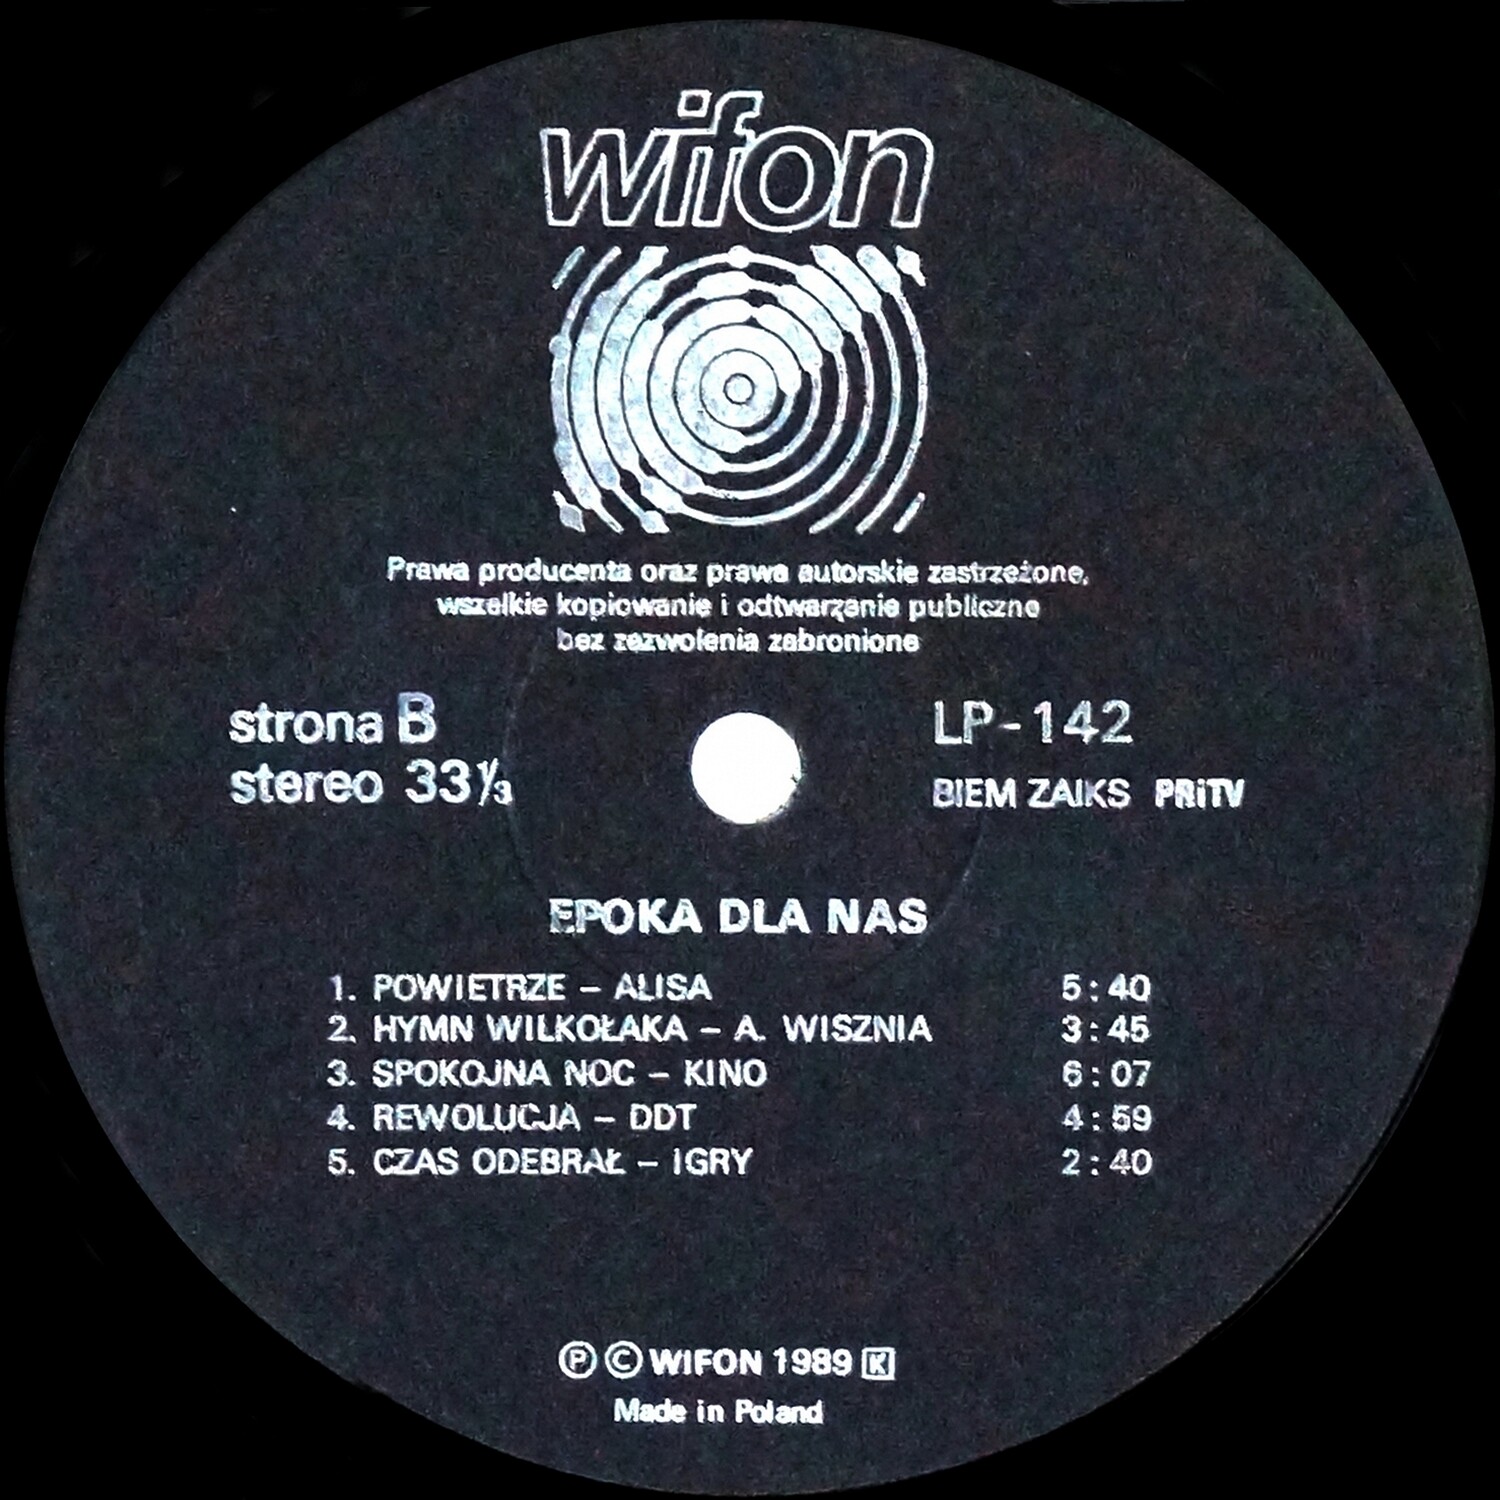 wifon
Prawa producenta oraz prawa autorskie zastrzeżone,
wszelkie kopiowanie i odtwarzanie publiczne
bez zezwolenia zabronione
strona B
stereo 33 1/3
LP-142
BIEM ZAIKS PRiTV
EPOKA DLA NAS
1. POWIETRZE – ALISA 5:40
2. HYMN WILKOŁAKA – A. WISZNIA 3:45
3. SPOKOJNA NOC – KINO 6:07
4. REWOLUCJA – DDT 4:59
5. CZAS ODEBRAŁ – IGRY 2:40
Ⓟ © WIFON 1989 K
Made in Poland